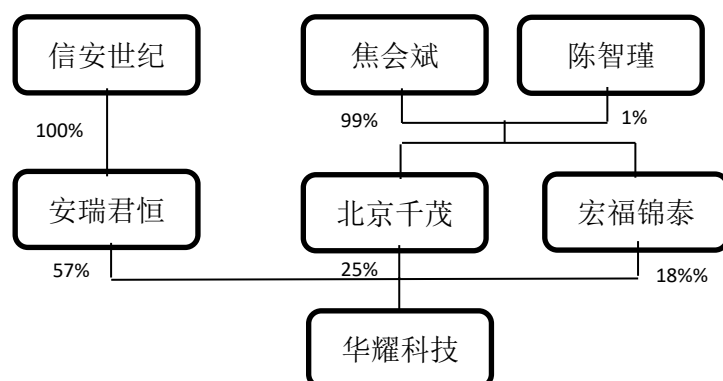 信安世纪
焦会斌
陈智瑾
100%
99%
1%
安瑞君恒
北京千茂
宏福锦泰
57%
25%
18%%
华耀科技